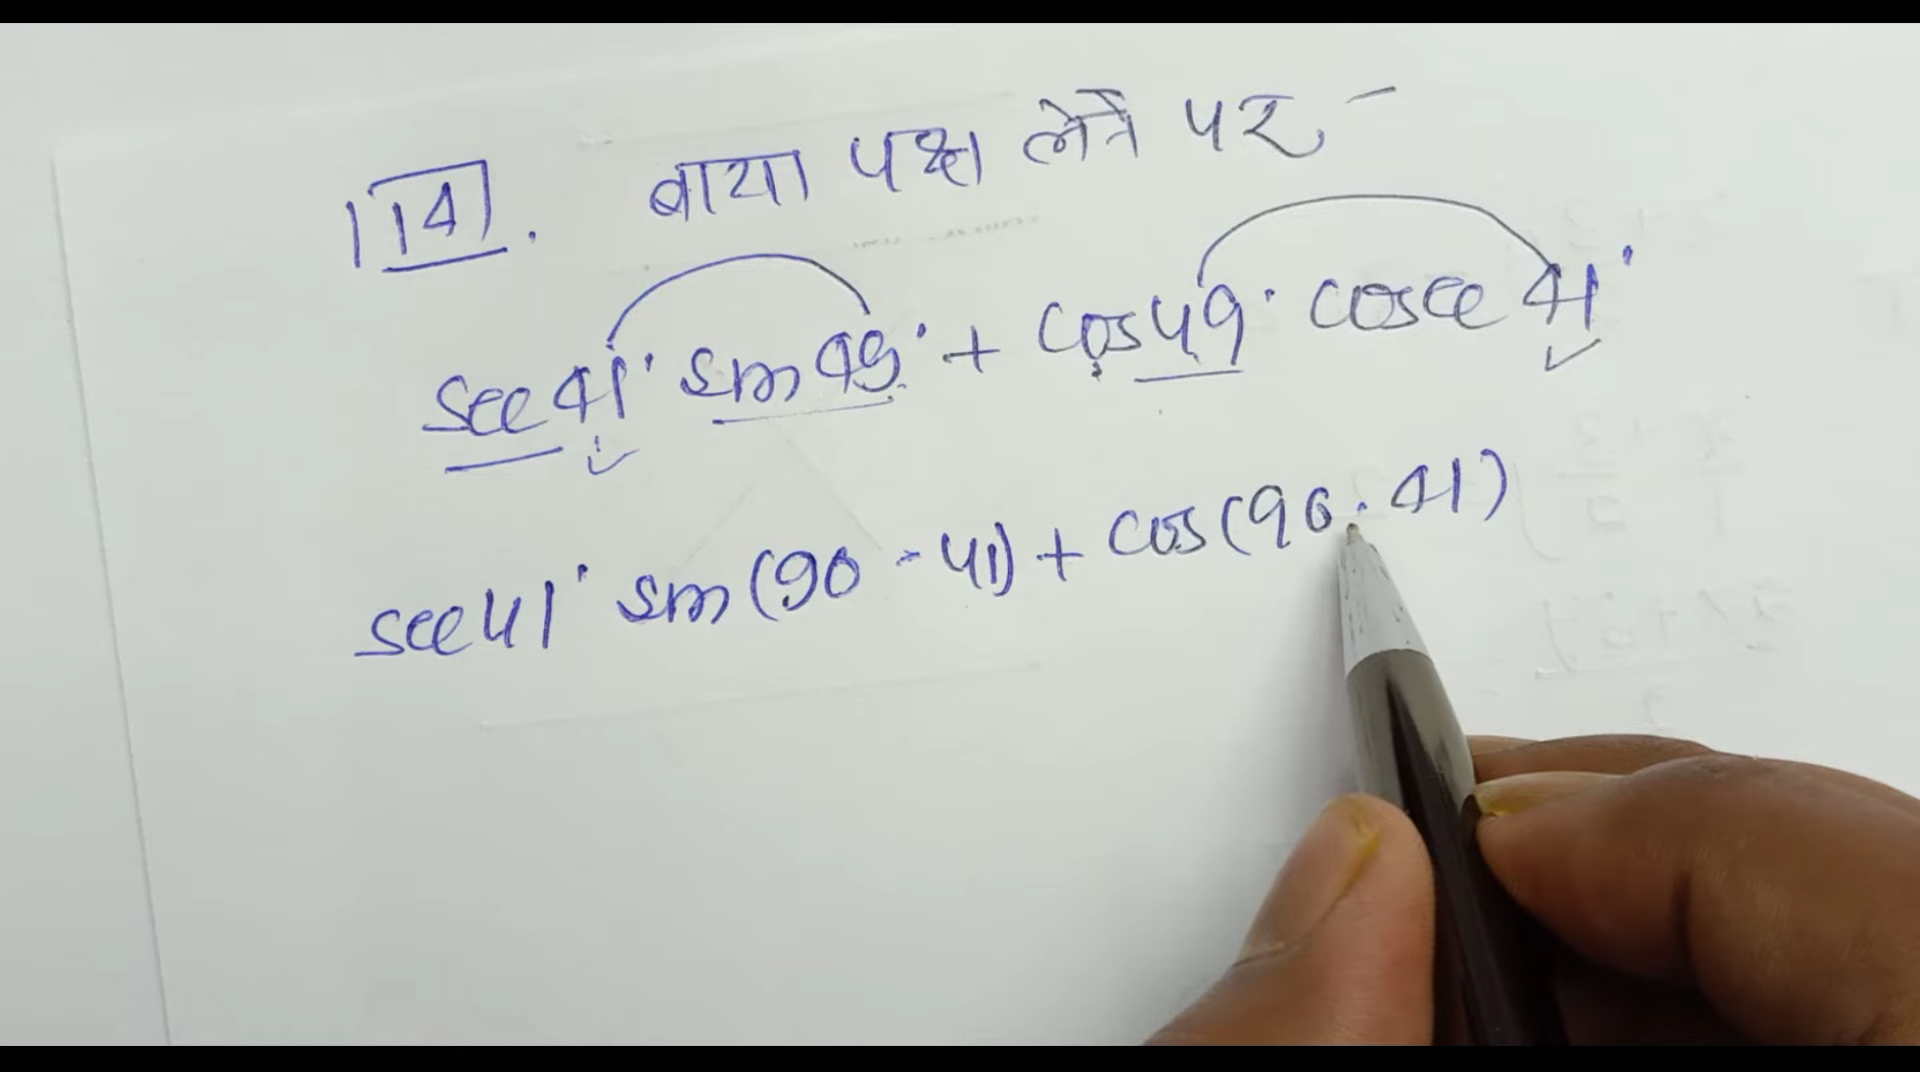 14. बाया पक्ष लेने पर -
sec 41° sin 49° + cos 49° cosec 41°
sec 41° sin (90 - 41) + cos (90 - 41)